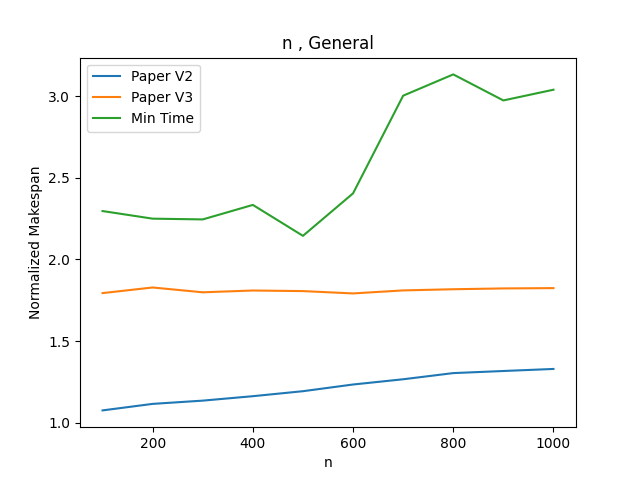 n , General
Paper V2
Paper V3
Min Time
Normalized Makespan
3.0
2.5
2.0
1.5
1.0
200 400 600 800 1000
n